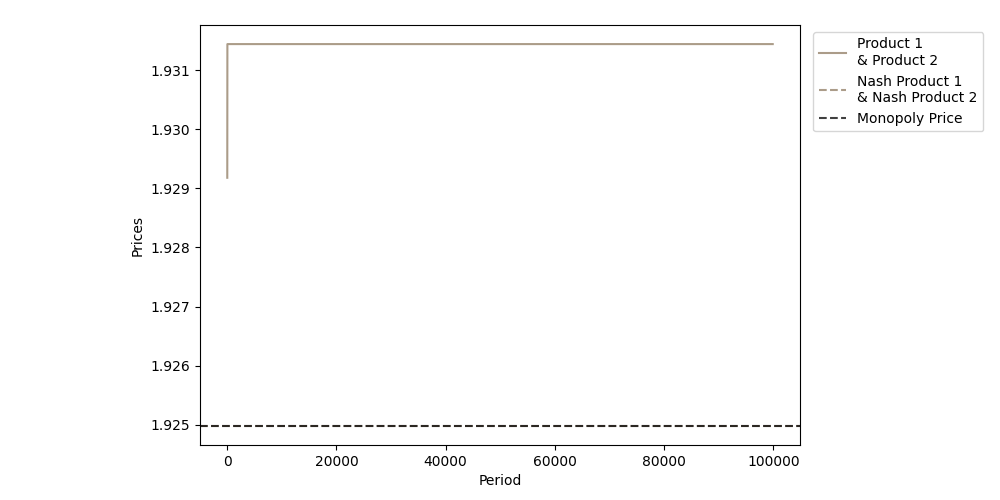 1.931
1.930
1.929
1.928
1.927
1.926
1.925
Prices
0
20000
40000
60000
80000
100000
Period
Product 1
& Product 2
Nash Product 1
& Nash Product 2
Monopoly Price